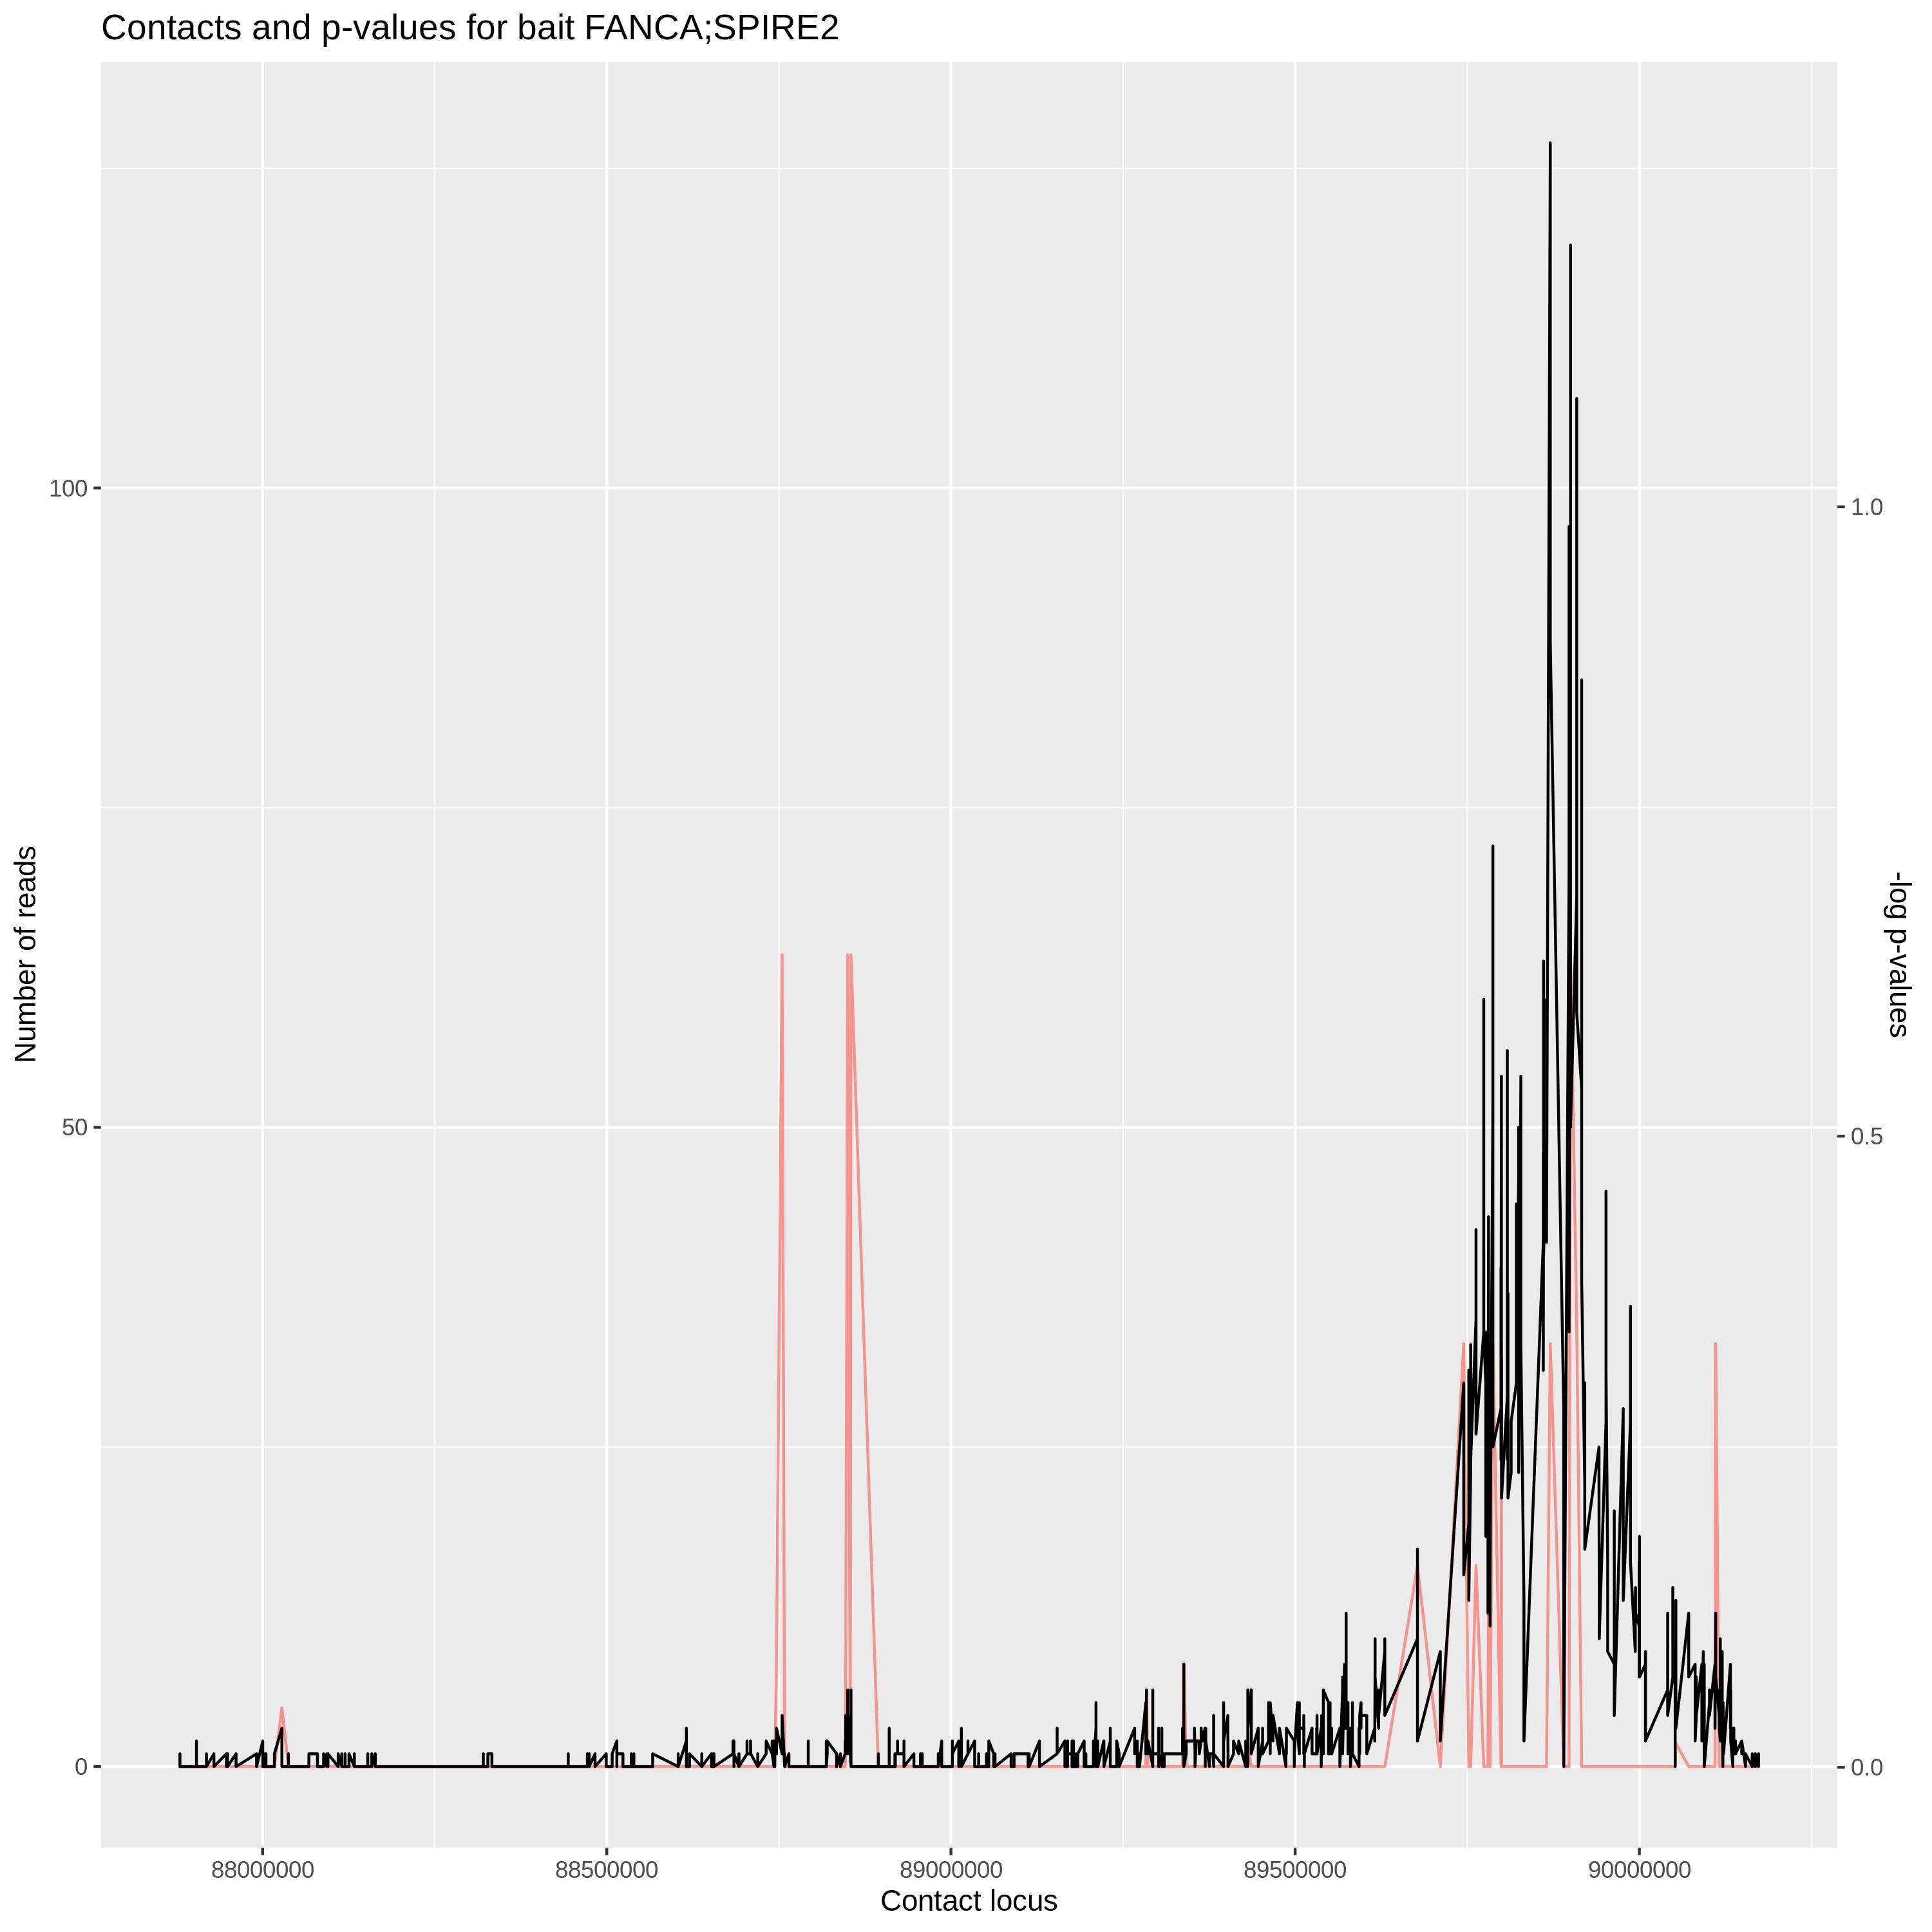 Contacts and p-values for bait FANCA;SPIRE2
Number of reads
100
50
0
-log p-values
1.0
0.5
0.0
88000000
88500000
89000000
89500000
90000000
Contact locus